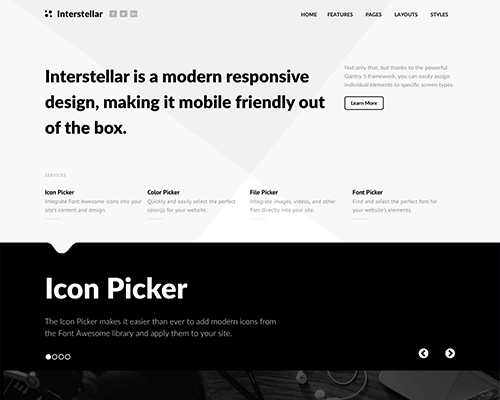 Interstellar
HOME FEATURES PAGES LAYOUTS STYLES
Interstellar is a modern responsive
design, making it mobile friendly out
of the box.
Not only that, but thanks to the powerful
Gantry 5 framework, you can easily assign
individual elements to specific screen types.
Learn More
SERVICES
Icon Picker
Integrate Font Awesome icons into your
site's content and design.
Color Picker
Quickly and easily select the perfect
color(s) for your website.
File Picker
Integrate images, videos, and other
files directly into your site.
Font Picker
Find and select the perfect font for
your website's elements.
Icon Picker
The Icon Picker makes it easier than ever to add modern icons from
the Font Awesome library and apply them to your site.